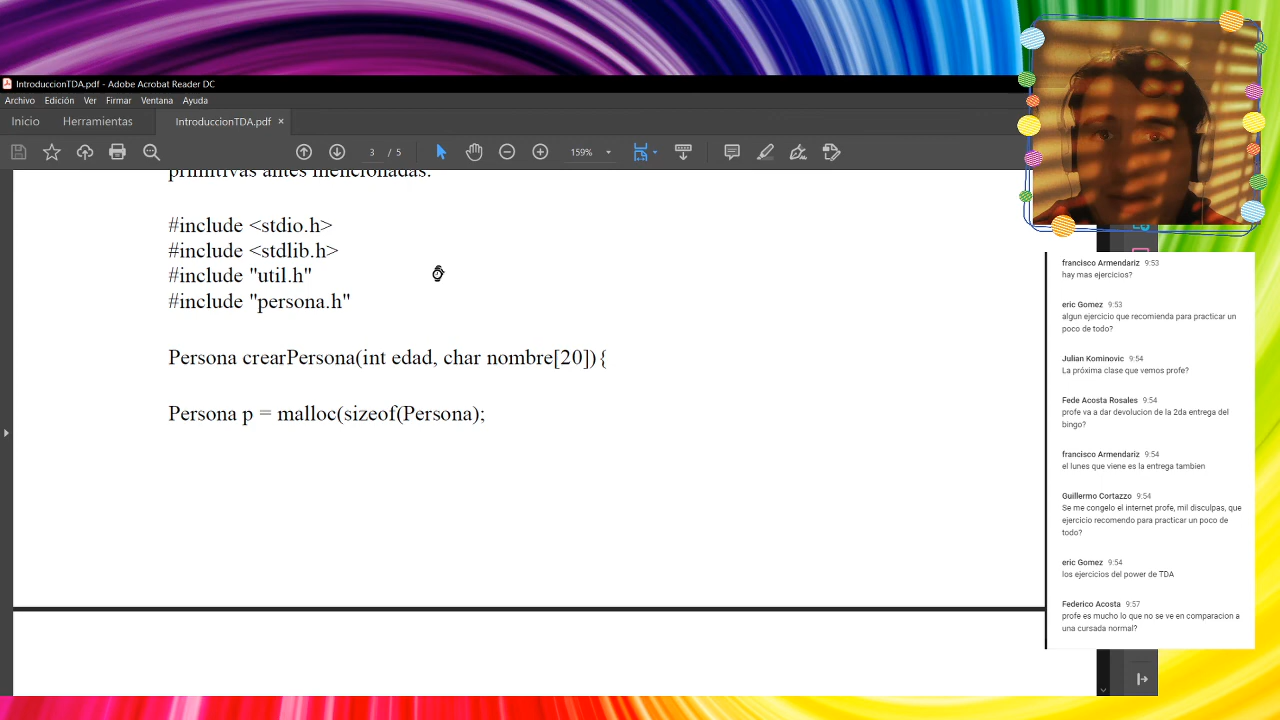 IntroduccionTDA.pdf - Adobe Acrobat Reader DC
Archivo Edición Ver Firmar Ventana Ayuda
Inicio Herramientas IntroduccionTDA.pdf ×
3 / 5 159%
primitivas antes mencionadas.
#include <stdio.h>
#include <stdlib.h>
#include "util.h"
#include "persona.h"
Persona crearPersona(int edad, char nombre[20]){
Persona p = malloc(sizeof(Persona);
francisco Armendariz 9:53
hay mas ejercicios?
eric Gomez 9:53
algun ejercicio que recomienda para practicar un
poco de todo?
Julian Kominovic 9:54
La próxima clase que vemos profe?
Fede Acosta Rosales 9:54
profe va a dar devolucion de la 2da entrega del
bingo?
francisco Armendariz 9:54
el lunes que viene es la entrega tambien
Guillermo Cortazzo 9:54
Se me congelo el internet profe, mil disculpas, que
ejercicio recomendo para practicar un poco de
todo?
eric Gomez 9:54
los ejercicios del power de TDA
Federico Acosta 9:57
profe es mucho lo que no se ve en comparacion a
una cursada normal?